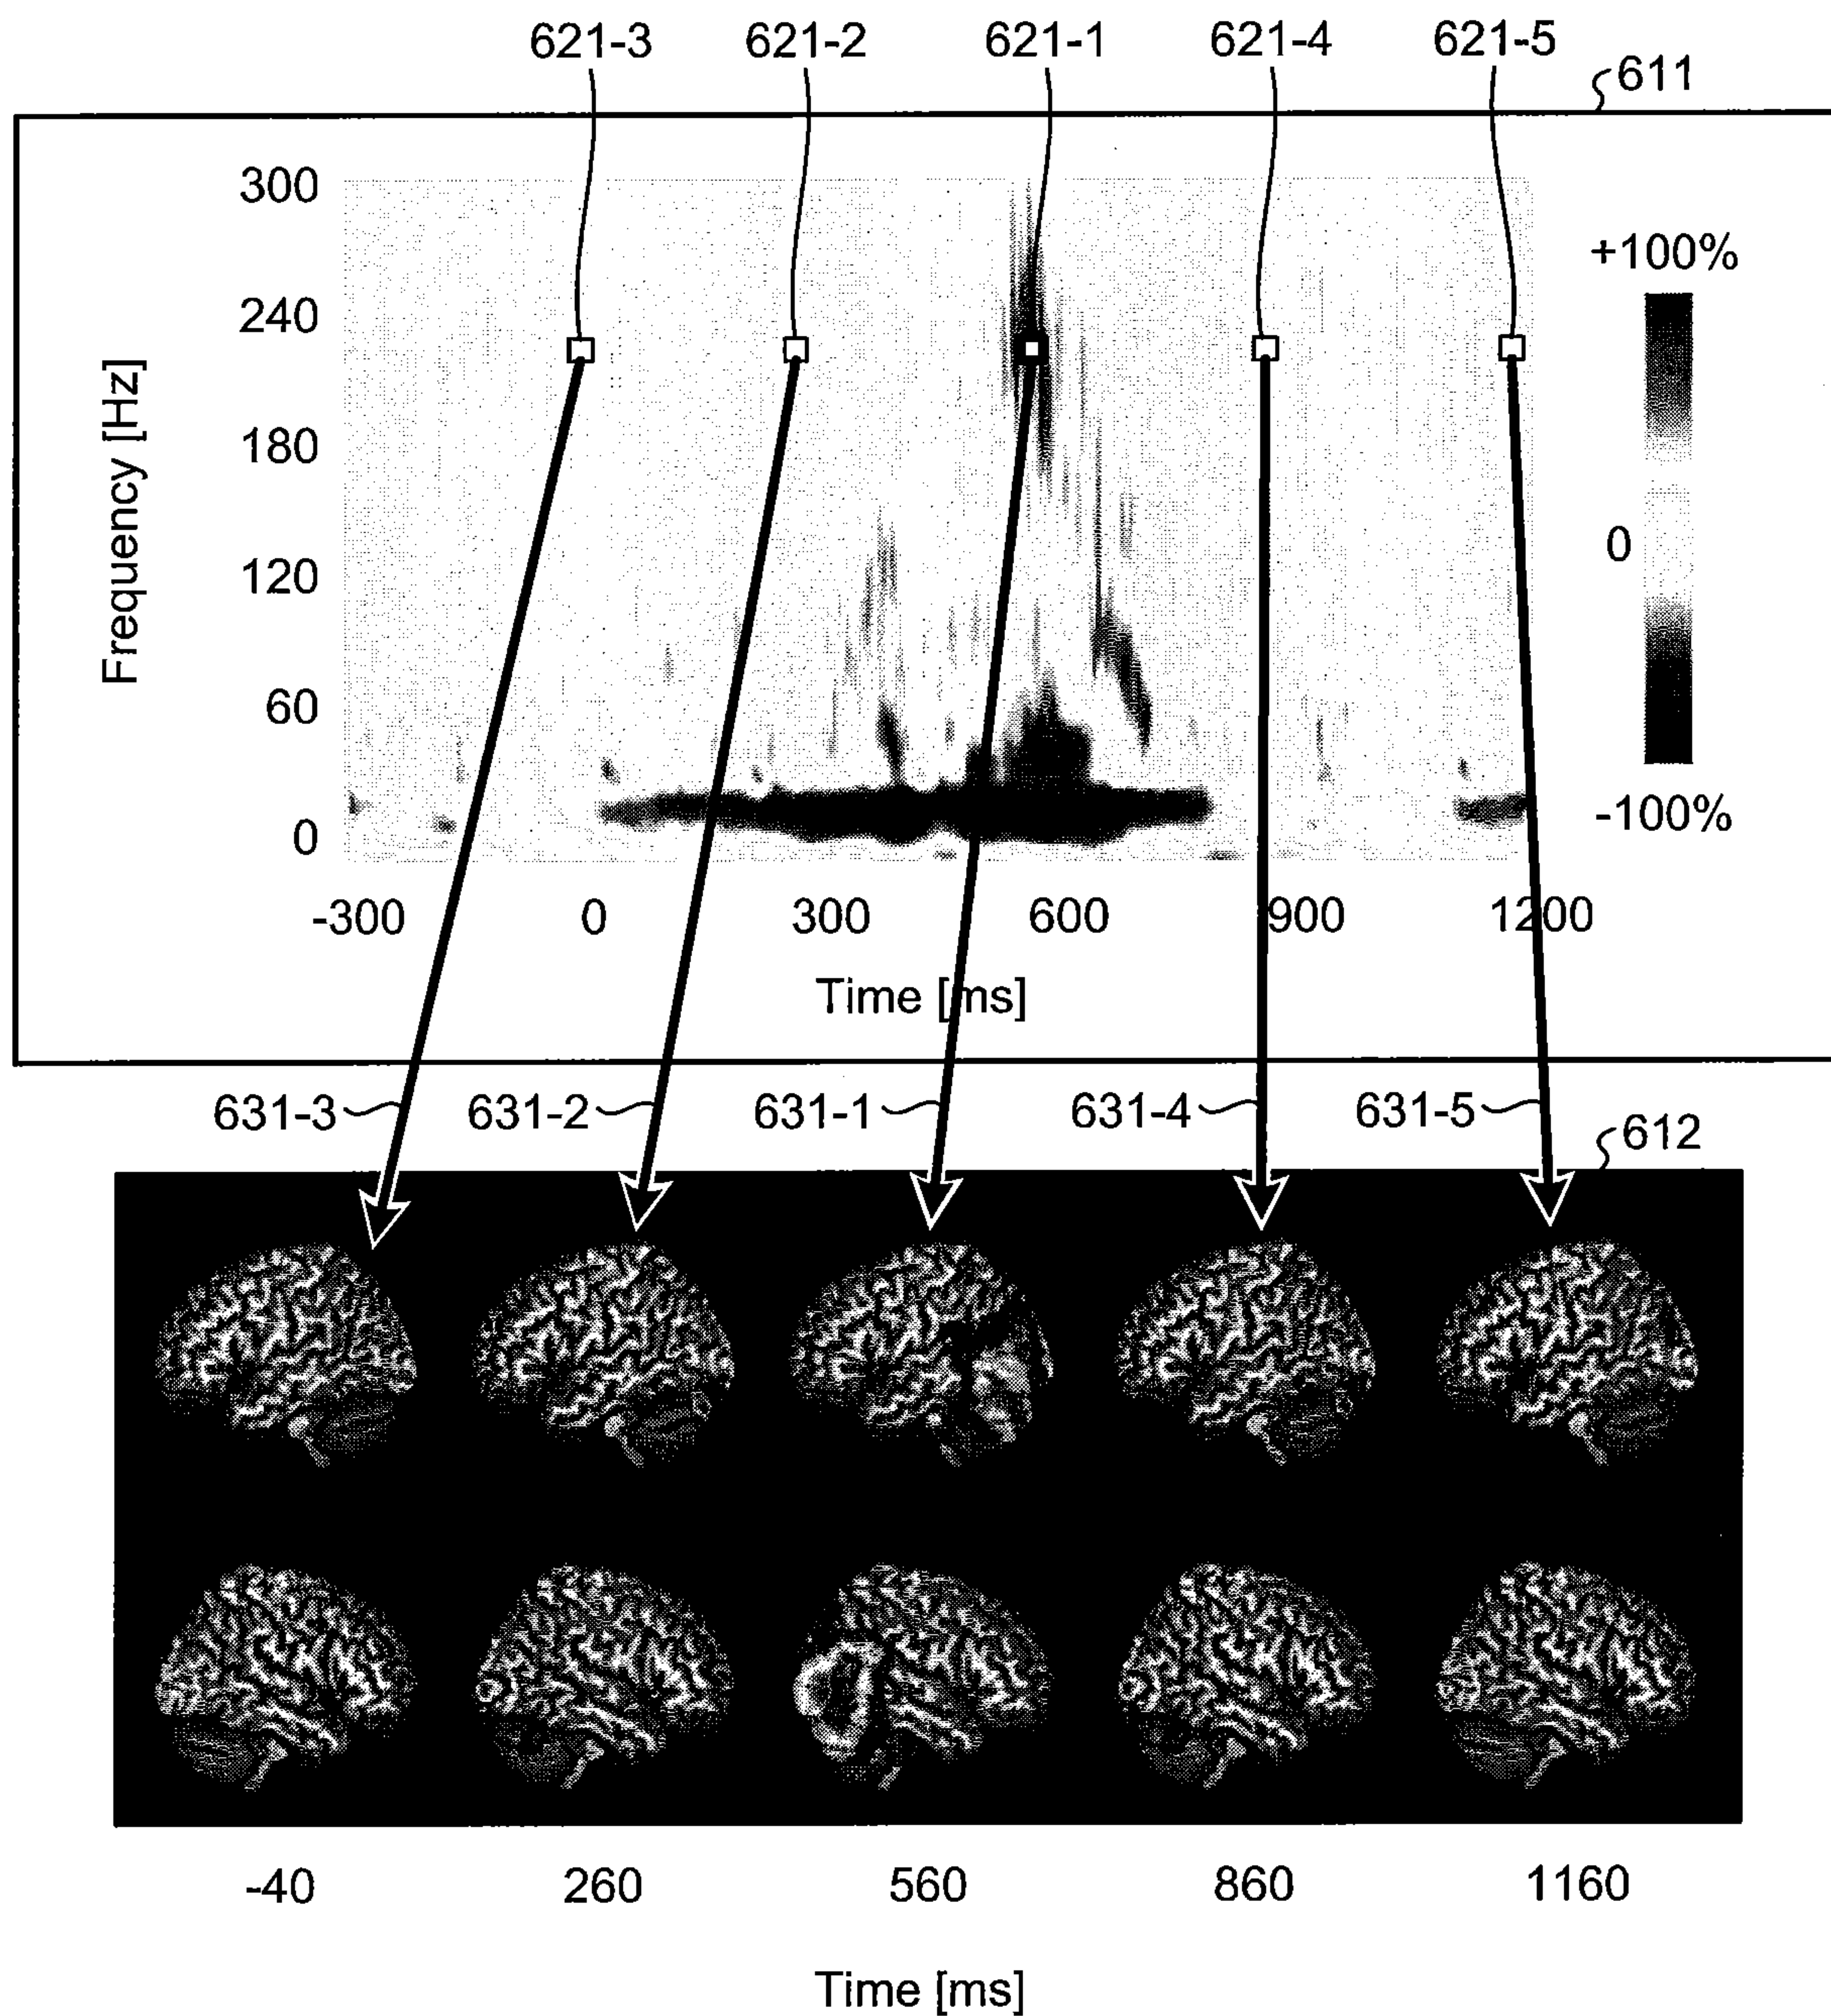 621-3 621-2 621-1 621-4 621-5
611
300
+100%
240
180
0
120
60
-100%
0
Frequency [Hz]
-300 0 300 600 900 1200
Time [ms]
631-3 631-2 631-1 631-4 631-5
612
-40 260 560 860 1160
Time [ms]